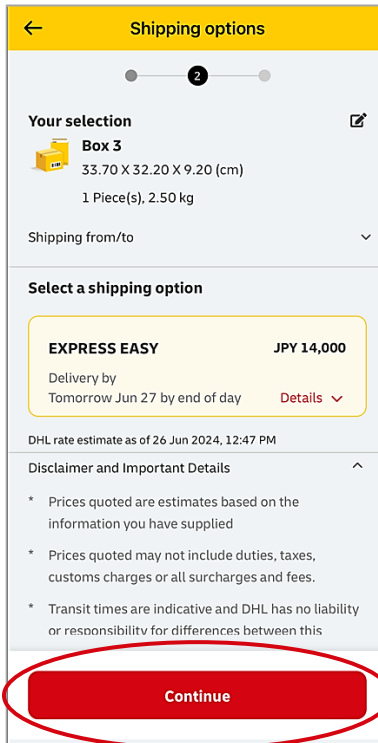 Shipping options
2
Your selection
Box 3
33.70 X 32.20 X 9.20 (cm)
1 Piece(s), 2.50 kg
Shipping from/to
Select a shipping option
EXPRESS EASY JPY 14,000
Delivery by
Tomorrow Jun 27 by end of day Details
DHL rate estimate as of 26 Jun 2024, 12:47 PM
Disclaimer and Important Details
* Prices quoted are estimates based on the
information you have supplied
* Prices quoted may not include duties, taxes,
customs charges or all surcharges and fees.
* Transit times are indicative and DHL has no liability
or responsibility for differences between this
Continue